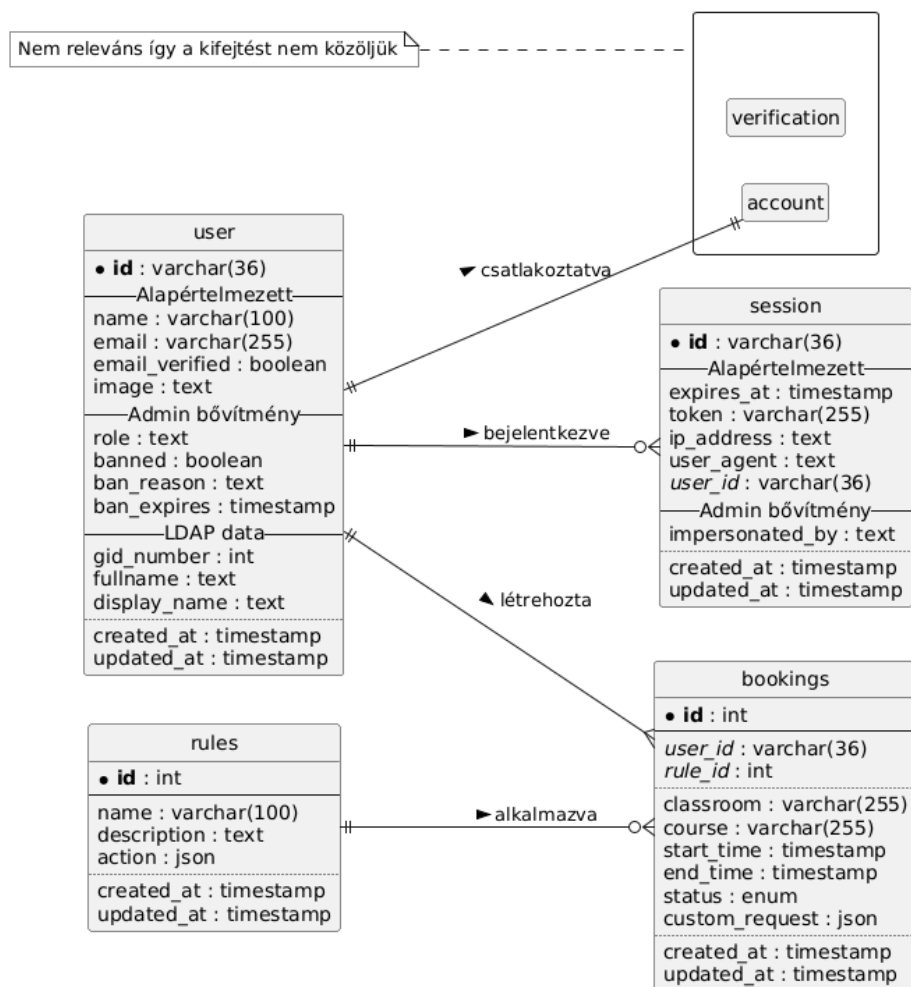 Nem releváns így a kifejtést nem közöljük
verification
account
user
id : varchar(36)
Alapértelmezett
name : varchar(100)
email : varchar(255)
email_verified : boolean
image : text
Admin bővítmény
role : text
banned : boolean
ban_reason : text
ban_expires : timestamp
LDAP data
gid_number : int
fullname : text
display_name : text
created_at : timestamp
updated_at : timestamp
csatlakoztatva
bejelentkezve
létrehozta
session
id : varchar(36)
Alapértelmezett
expires_at : timestamp
token : varchar(255)
ip_address : text
user_agent : text
user_id : varchar(36)
Admin bővítmény
impersonated_by : text
created_at : timestamp
updated_at : timestamp
rules
id : int
name : varchar(100)
description : text
action : json
created_at : timestamp
updated_at : timestamp
alkalmazva
bookings
id : int
user_id : varchar(36)
rule_id : int
classroom : varchar(255)
course : varchar(255)
start_time : timestamp
end_time : timestamp
status : enum
custom_request : json
created_at : timestamp
updated_at : timestamp